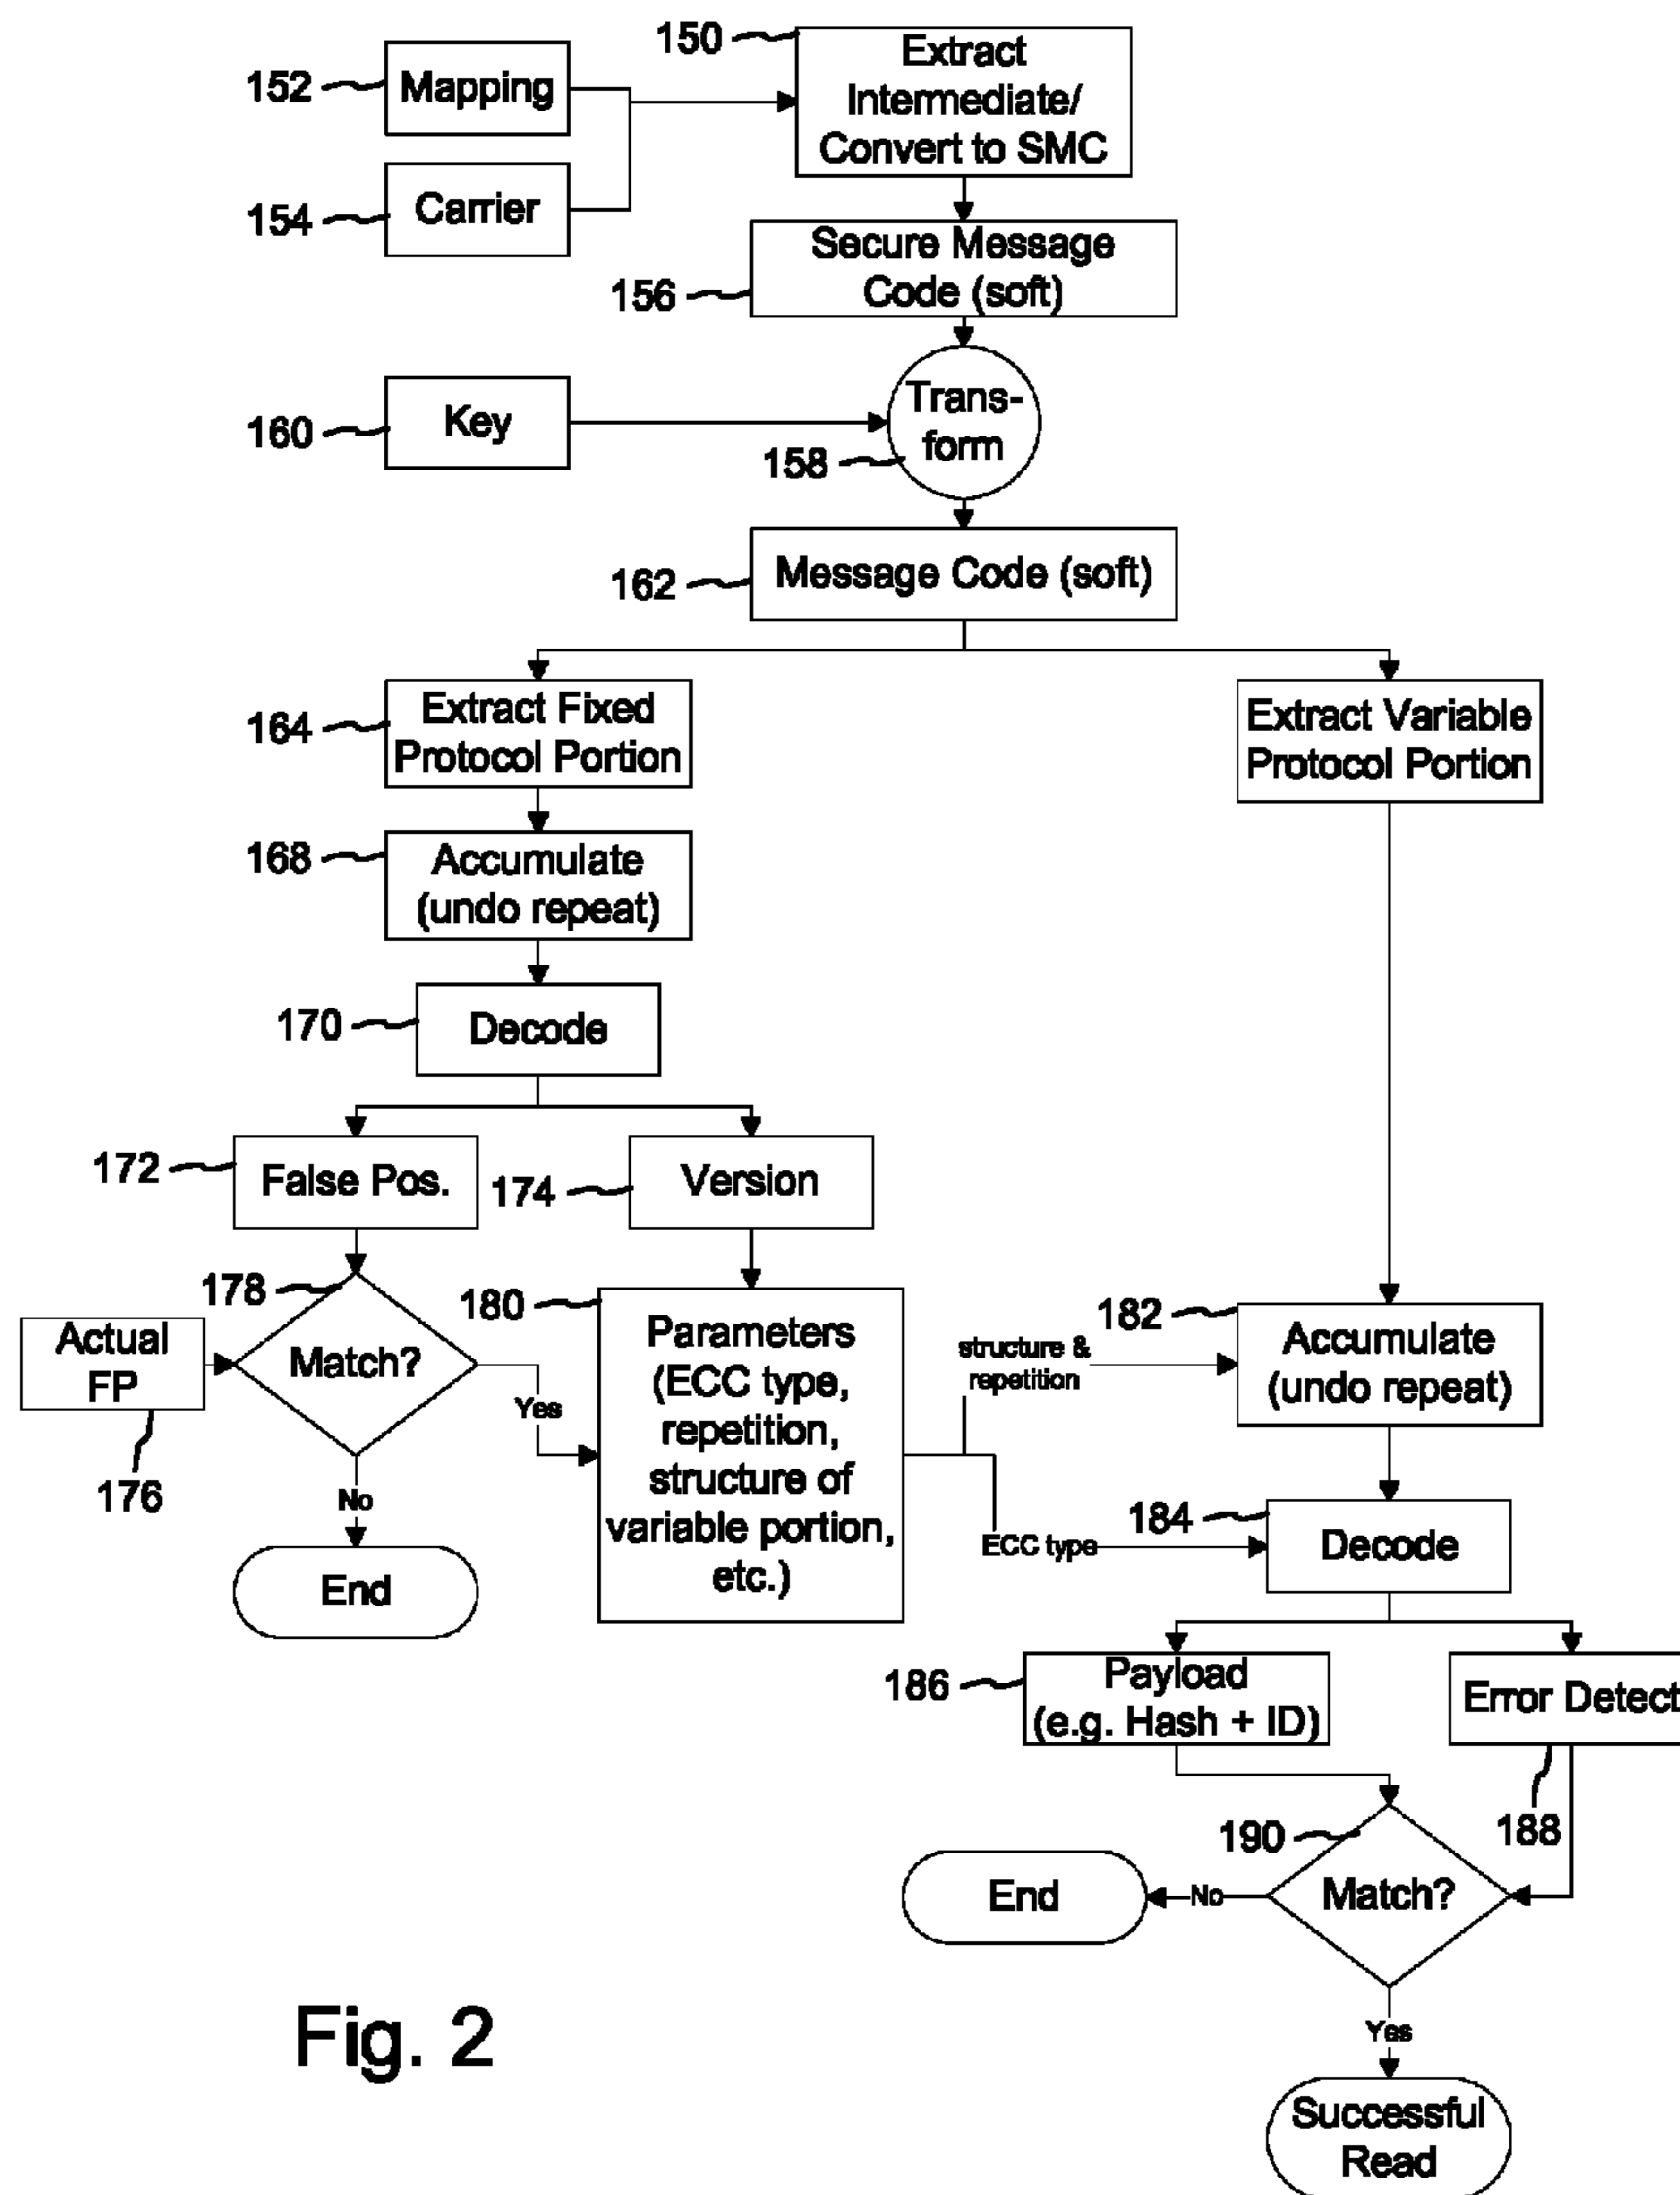 150
Extract
Intermediate/
Convert to SMC
152
Mapping
154
Carrier
Secure Message
Code (soft)
156
160
Key
Trans-
form
158
162
Message Code (soft)
164
Extract Fixed
Protocol Portion
Extract Variable
Protocol Portion
168
Accumulate
(undo repeat)
170
Decode
172
False Pos.
174
Version
178
Actual
FP
176
Match?
Yes
No
End
180
Parameters
(ECC type,
repetition,
structure of
variable portion,
etc.)
structure &
repetition
ECC type
182
Accumulate
(undo repeat)
184
Decode
186
Payload
(e.g. Hash + ID)
Error Detect
188
190
Match?
No
End
Yes
Successful
Read
Fig. 2